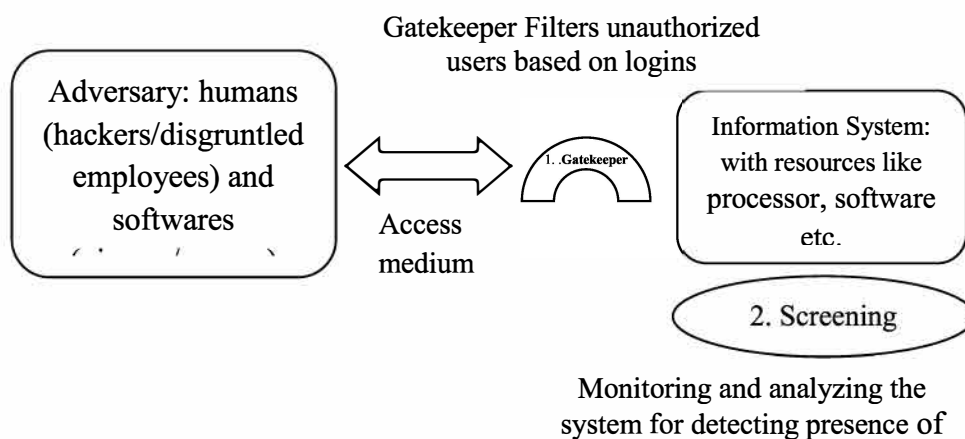 Gatekeeper Filters unauthorized
users based on logins
Adversary: humans
(hackers/disgruntled
employees) and
softwares
Access
medium
1. .Gatekeeper
Information System:
with resources like
processor, software
etc.
2. Screening
Monitoring and analyzing the
system for detecting presence of